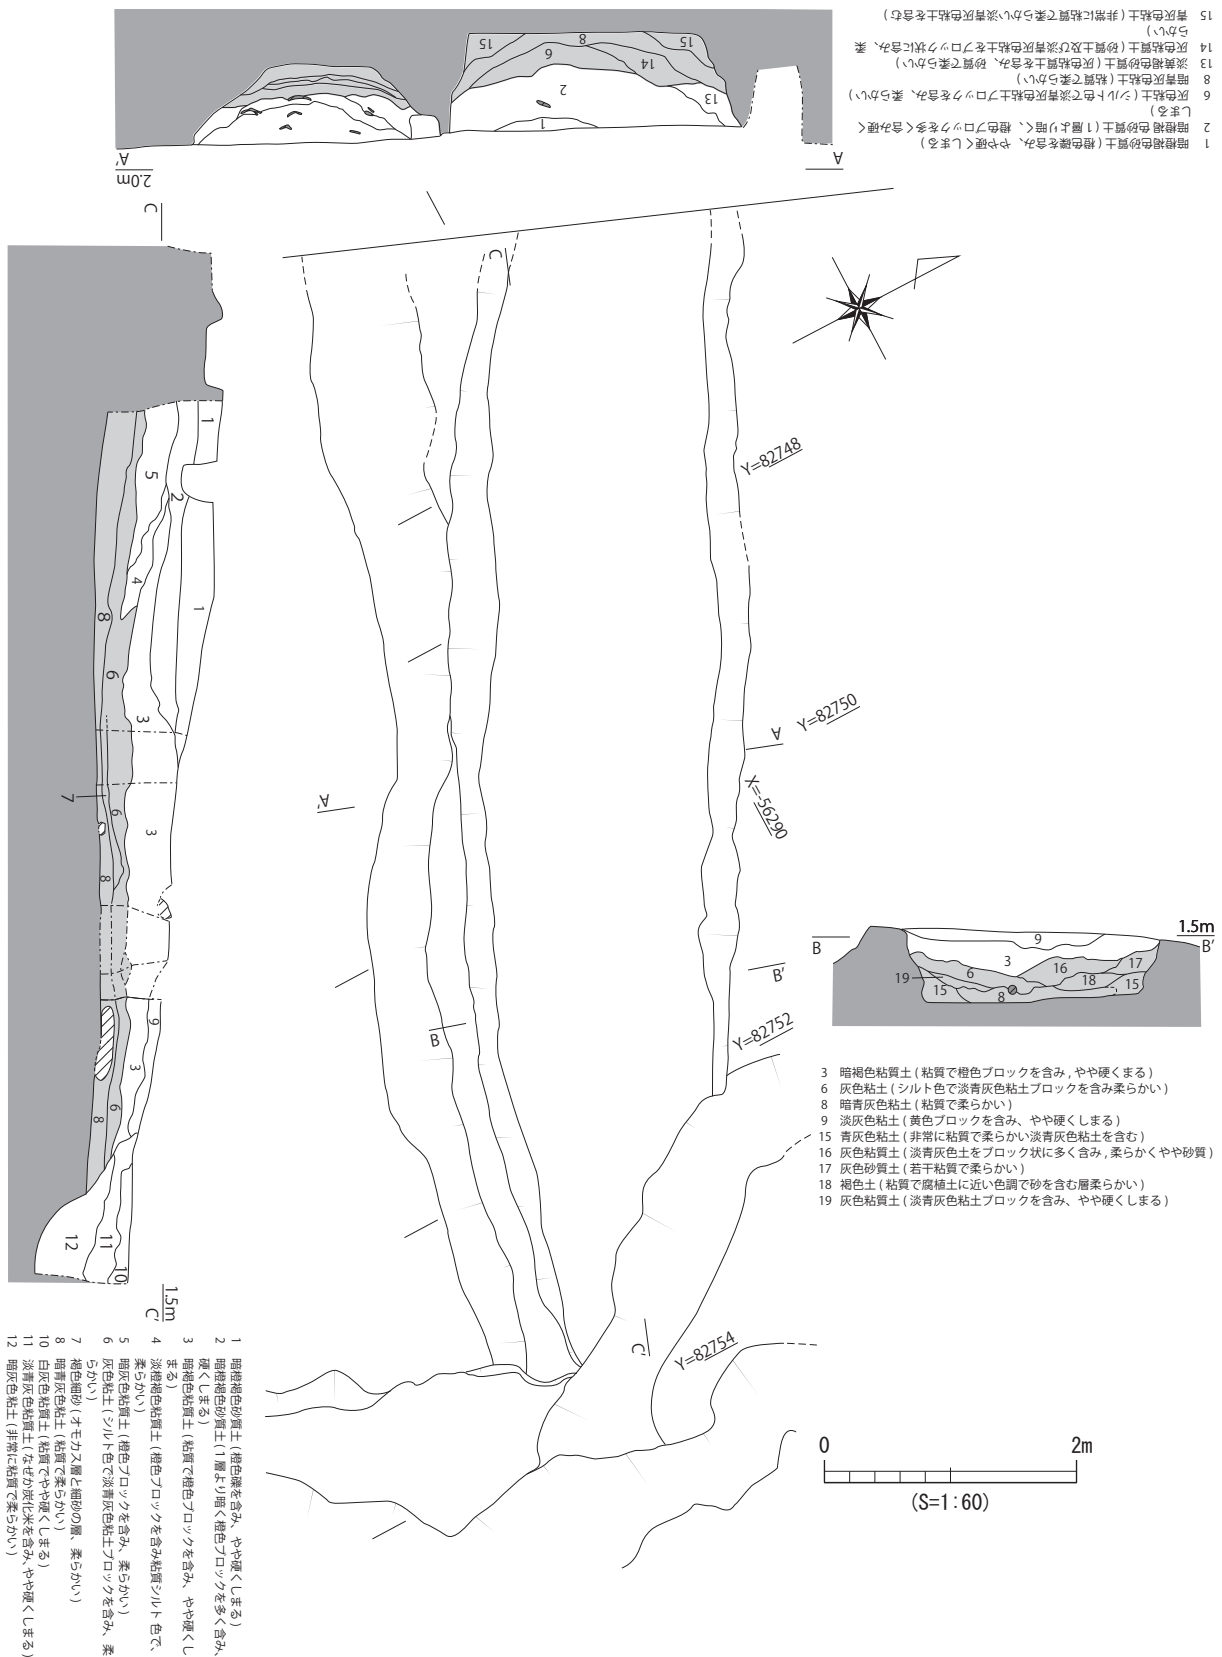 1 暗橙褐色砂質土 ( 橙色礫を含み、やや硬くしまる )
2 暗橙褐色砂質土 ( 1 層より暗く、橙色ブロックを多く含み硬く
しまる )
6 灰色粘土 ( シルト色で淡青灰色粘土ブロックを含み、柔らかい )
8 暗青灰色粘土 ( 粘質で柔らかい )
13 淡黄褐色砂質土 ( 灰色粘質土を含み、砂質で柔らかい )
14 灰色粘質土 ( 砂質土及び淡青灰色粘土をブロック状に含み、柔
らかい )
15 青灰色粘土 ( 非常に粘質で柔らかい淡青灰色粘土を含む )
A
A'
2.0m
1
2
13
14
6
8
15
15
C
C
1
5
2
4
1
8
6
3
7
6
3
8
9
3
6
8
12
11
10
1.5m
C'
Y=82748
Y=82750
A
A'
X=-56290
B'
B
Y=82752
C'
Y=82754
B
1.5m
B'
9
3
6
16
17
19
15
8
18
15
3 暗褐色粘質土 ( 粘質で橙色ブロックを含み , やや硬くまる )
6 灰色粘土 ( シルト色で淡青灰色粘土ブロックを含み柔らかい )
8 暗青灰色粘土 ( 粘質で柔らかい )
9 淡灰色粘土 ( 黄色ブロックを含み、やや硬くしまる )
15 青灰色粘土 ( 非常に粘質で柔らかい淡青灰色粘土を含む )
16 灰色粘質土 ( 淡青灰色土をブロック状に多く含み , 柔らかくやや砂質 )
17 灰色砂質土 ( 若干粘質で柔らかい )
18 褐色土 ( 粘質で腐植土に近い色調で砂を含む層柔らかい )
19 灰色粘質土 ( 淡青灰色粘土ブロックを含み、やや硬くしまる )
1 暗橙褐色砂質土 ( 橙色礫を含み、やや硬くしまる )
2 暗橙褐色砂質土 ( 1 層より暗く橙色ブロックを多く含み、
硬くしまる )
3 暗褐色粘質土 ( 粘質で橙色ブロックを含み、やや硬くし
まる )
4 淡橙褐色粘質土 ( 橙色ブロックを含み粘質シルト色で、
柔らかい )
5 暗灰色粘質土 ( 橙色ブロックを含み、柔らかい )
6 灰色粘土 ( シルト色で淡青灰色粘土ブロックを含み、柔
らかい )
7 褐色細砂 ( オモカス層と細砂の層、柔らかい )
8 暗青灰色粘土 ( 粘質で柔らかい )
10 白灰色粘質土 ( 粘質でやや硬くしまる )
11 淡青灰色粘質土 ( なぜか炭化米を含み、やや硬くしまる )
12 暗灰色粘土 ( 非常に粘質で柔らかい )
0
2m
(S=1:60)